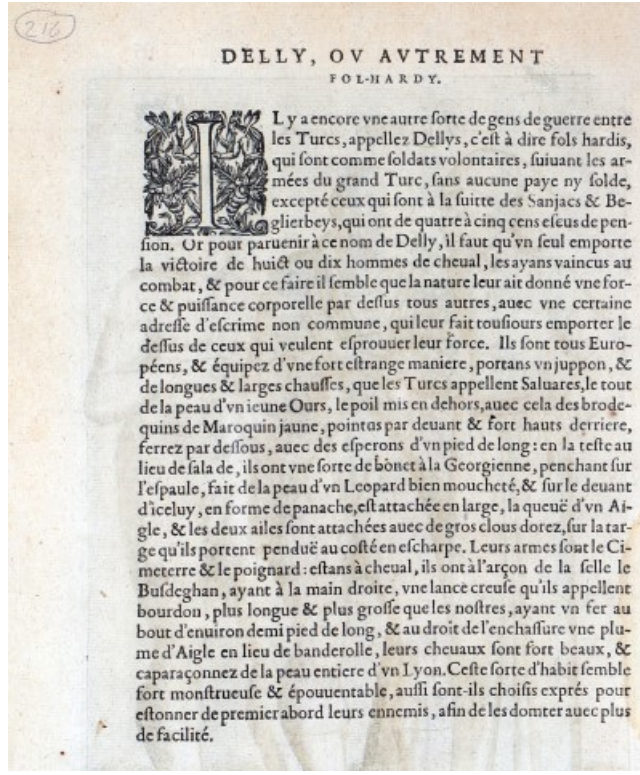 216
DELLY, OV AVTREMENT
FOL-HARDY.
IL y a encore vne autre ſorte de gens de guerre entre
les Turcs, appellez Dellys, c'eſt à dire fols hardis,
qui ſont comme ſoldats volontaires, ſuiuant les ar-
mées du grand Turc, ſans aucune paye ny ſolde,
excepté ceux qui ſont à la ſuitte des Sanjacs & Be-
glierbeys, qui ont de quatre à cinq cens eſcus de pen-
ſion. Or pour paruenir à ce nom de Delly, il faut qu'vn ſeul emporte
la victoire de huict ou dix hommes de cheual, les ayans vaincus au
combat, & pour ce faire il ſemble que la nature leur ait donné vne for-
ce & puiſſance corporelle par deſſus tous autres, auec vne certaine
adreſſe d'eſcrime non commune, qui leur fait touſiours emporter le
deſſus de ceux qui veulent eſprouuer leur force. Ils ſont tous Euro-
péens, & équipez d'vne fort eſtrange maniere, portans vn juppon, &
de longues & larges chauſſes, que les Turcs appellent Saluares, le tout
de la peau d'vn ieune Ours, le poil mis en dehors, auec cela des brode-
quins de Maroquin jaune, pointus par deuant & fort hauts derriere,
ferrez par deſſous, auec des eſperons d'vn pied de long : en la teſte au
lieu de ſalade, ils ont vne ſorte de bonet à la Georgienne, penchant ſur
l'eſpaule, fait de la peau d'vn Leopard bien moucheté, & ſur le deuant
d'iceluy, en forme de panache, eſt attachée en large, la queuë d'vn Ai-
gle, & les deux ailes ſont attachées auec de gros clous dorez, ſur la tar-
ge qu'ils portent penduë au coſté en eſcharpe. Leurs armes ſont le Ci-
meterre & le poignard : eſtans à cheual, ils ont à l'arçon de la ſelle le
Buſdeghan, ayant à la main droite, vne lance creuſe qu'ils appellent
bourdon, plus longue & plus groſſe que les noſtres, ayant vn fer au
bout d'enuiron demi pied de long, & au droit de l'enchaſſure vne plu-
me d'Aigle en lieu de banderolle, leurs cheuaux ſont fort beaux, &
caparaçonnez de la peau entiere d'vn Lyon. Ceſte ſorte d'habit ſemble
fort monſtrueuſe & épouuentable, auſſi ſont-ils choiſis exprés pour
eſtonner de premier abord leurs ennemis, afin de les domter auec plus
de facilité.